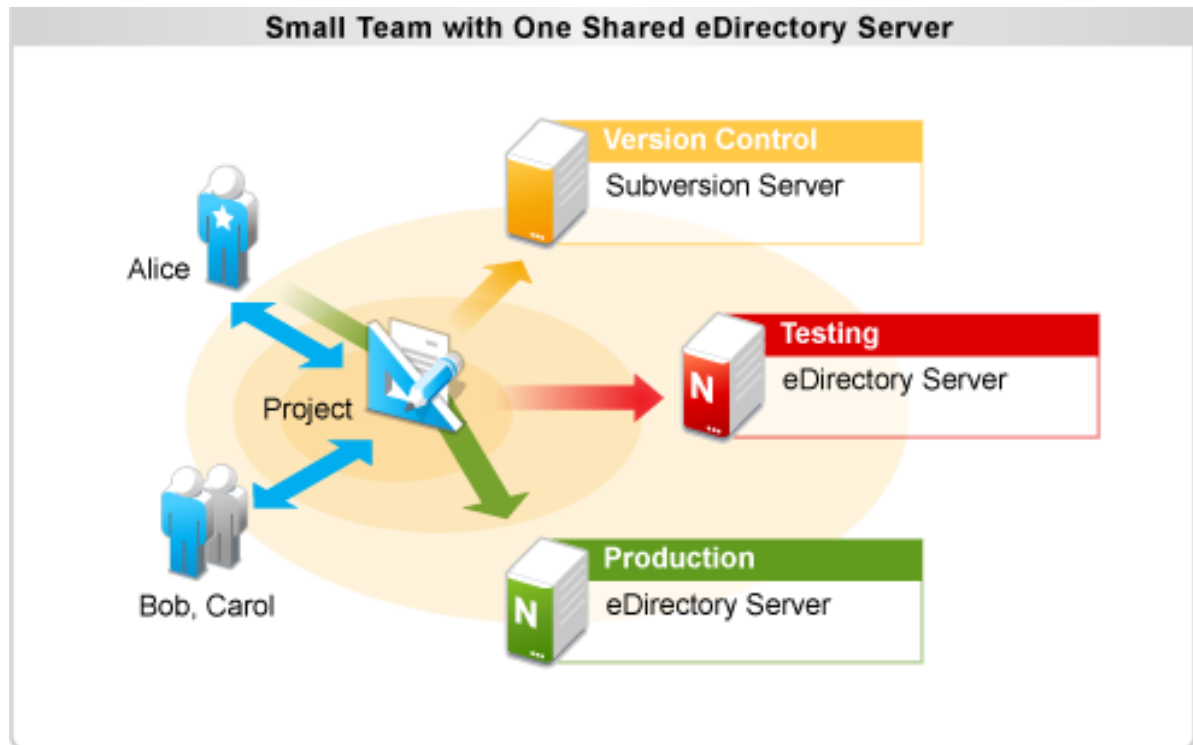 Small Team with One Shared eDirectory Server
Version Control
Subversion Server
Alice
Testing
N
eDirectory Server
Project
Bob, Carol
Production
N
eDirectory Server